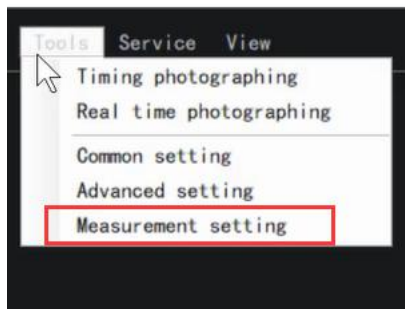 Tools Service View
Timing photographing
Real time photographing
Common setting
Advanced setting
Measurement setting